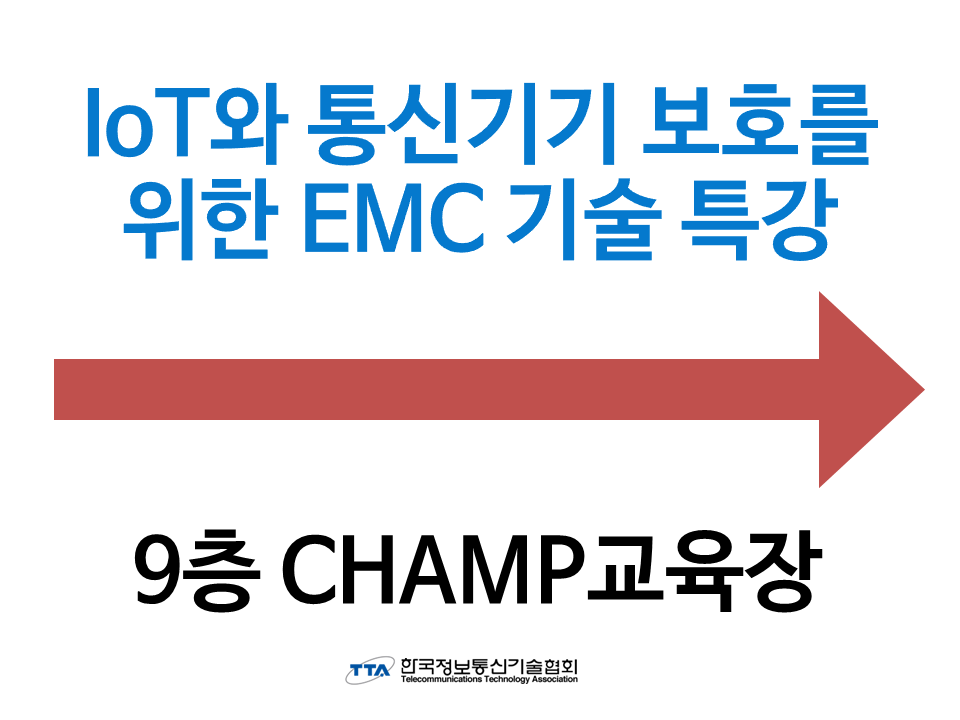 IoT와 통신기기 보호를
위한 EMC 기술 특강
9층 CHAMP교육장
TTA 한국정보통신기술협회
Telecommunications Technology Association